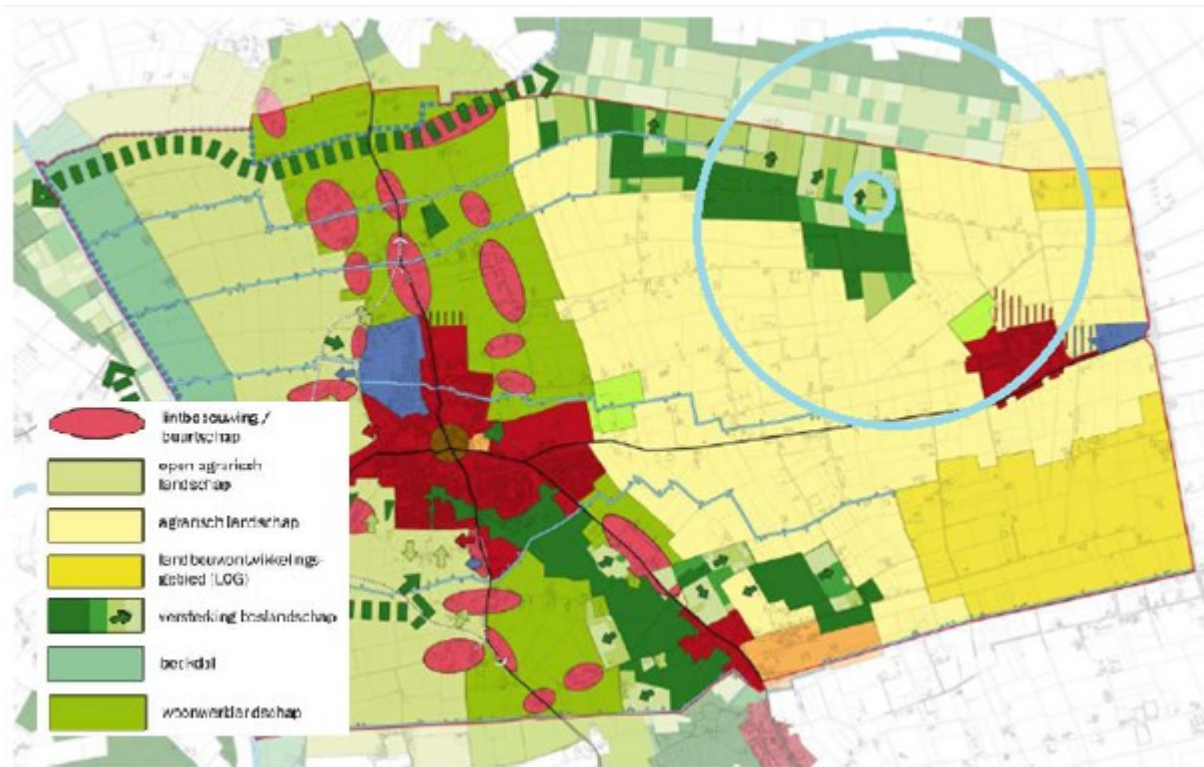 lintbebouwing /
buurtschap
open agrarisch
landschap
agrarisch landschap
landbouwontwikkelings-
gebied (LOG)
versterking boslandschap
beekdal
woonwerklandschap